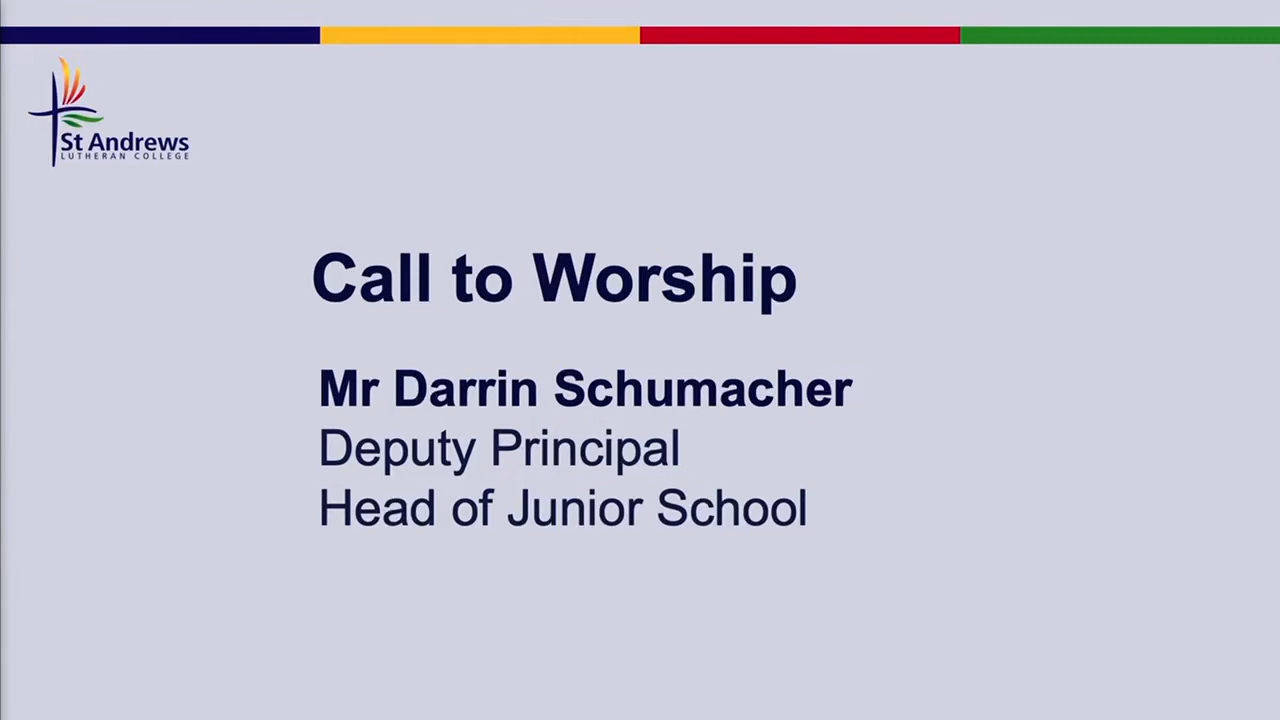 St Andrews
LUTHERAN COLLEGE
Call to Worship
Mr Darrin Schumacher
Deputy Principal
Head of Junior School